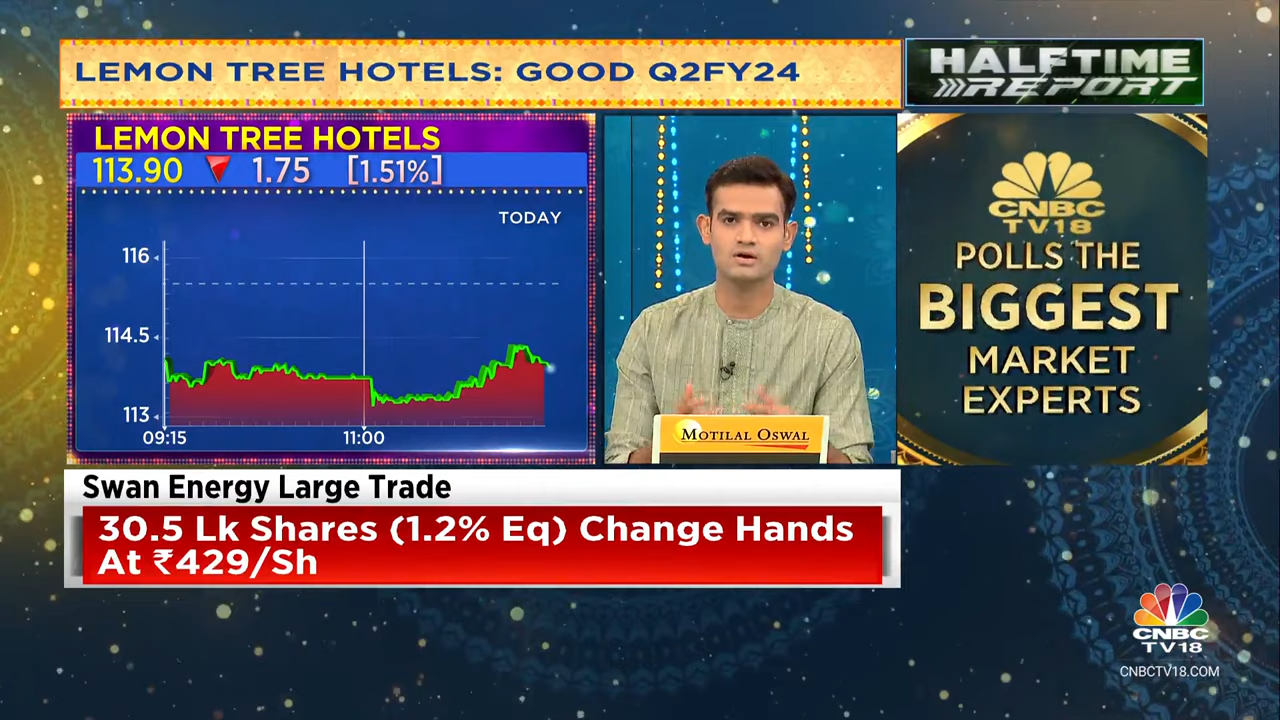 LEMON TREE HOTELS: GOOD Q2FY24
HALFTIME
REPORT
LEMON TREE HOTELS
113.90 1.75 [1.51%]
TODAY
116
114.5
113
09:15 11:00
MOTILAL OSWAL
CNBC
TV18
POLLS THE
BIGGEST
MARKET
EXPERTS
Swan Energy Large Trade
30.5 Lk Shares (1.2% Eq) Change Hands
At ₹429/Sh
CNBC
TV18
CNBCTV18.COM